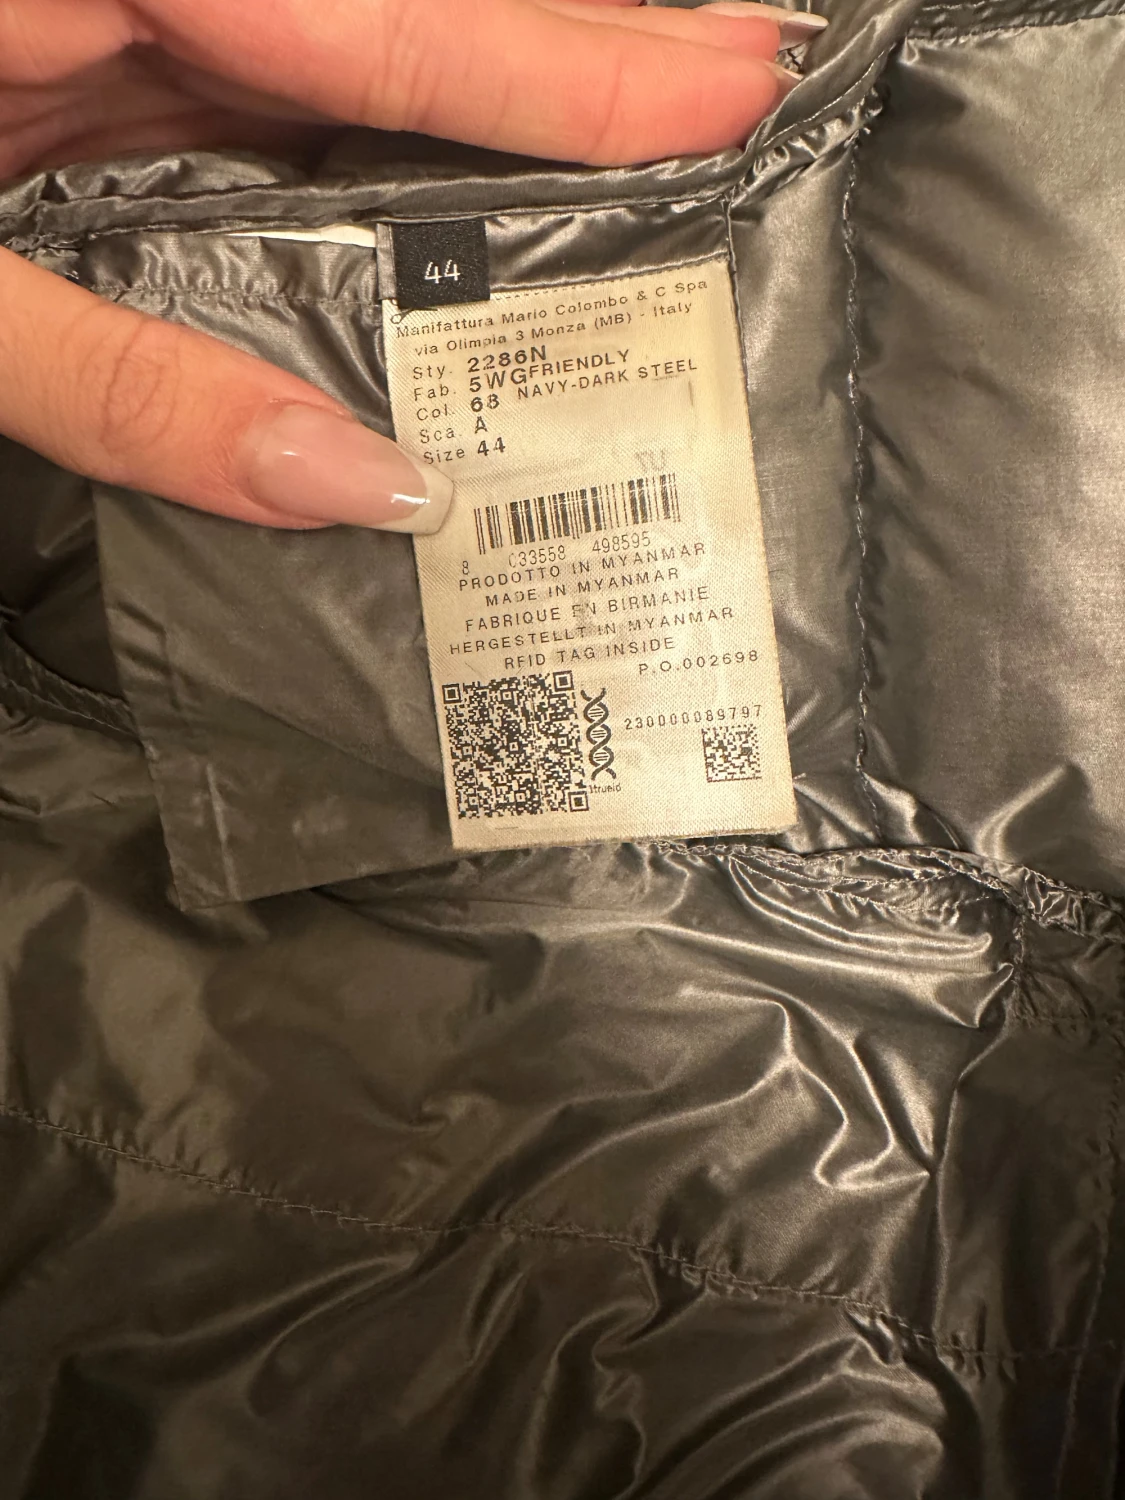 44
Manifattura Mario Colombo & C Spa
via Olimpia 3 Monza (MB) - Italy
Sty. 2286N
Fab. 5WGFRIENDLY
Col. 68 NAVY-DARK STEEL
Sca. A
Size 44
8 033558 498595
PRODOTTO IN MYANMAR
MADE IN MYANMAR
FABRIQUE EN BIRMANIE
HERGESTELLT IN MYANMAR
RFID TAG INSIDE
P.O.002698
230000089797